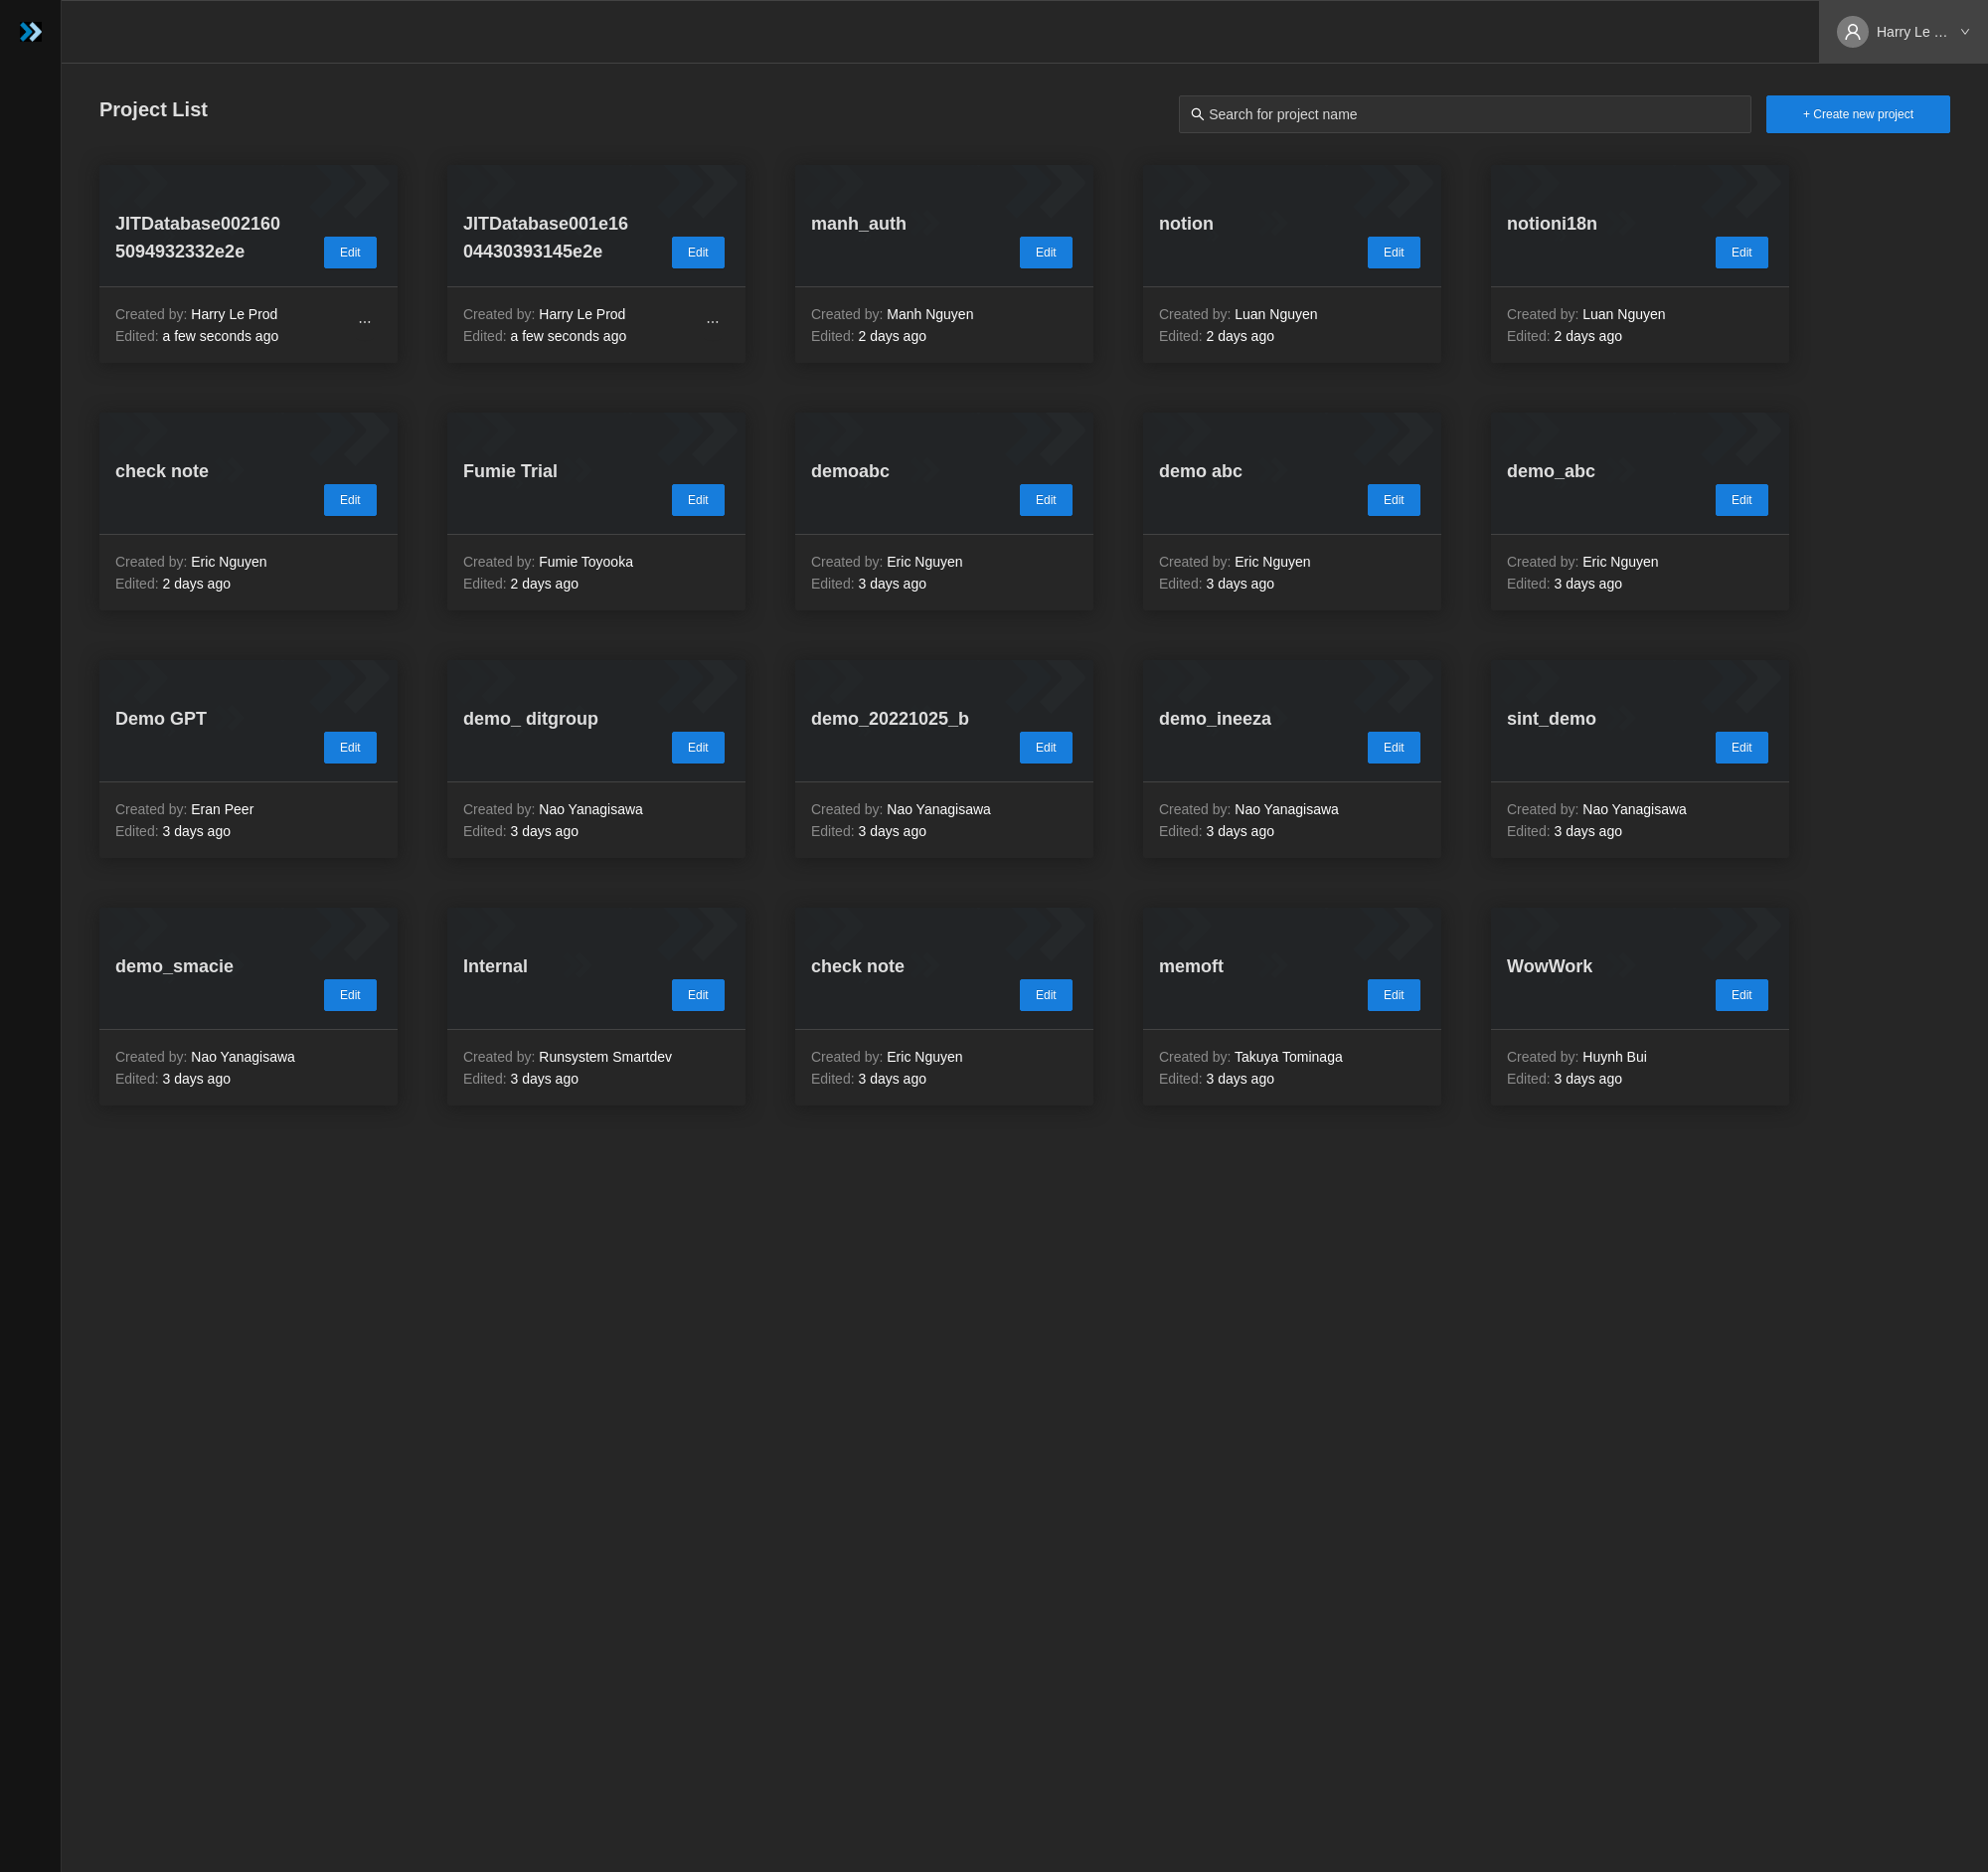 Harry Le ...
Project List
Search for project name
+ Create new project
JITDatabase002160
5094932332e2e
Edit
Created by: Harry Le Prod
Edited: a few seconds ago
...
JITDatabase001e16
04430393145e2e
Edit
Created by: Harry Le Prod
Edited: a few seconds ago
...
manh_auth
Edit
Created by: Manh Nguyen
Edited: 2 days ago
notion
Edit
Created by: Luan Nguyen
Edited: 2 days ago
notioni18n
Edit
Created by: Luan Nguyen
Edited: 2 days ago
check note
Edit
Created by: Eric Nguyen
Edited: 2 days ago
Fumie Trial
Edit
Created by: Fumie Toyooka
Edited: 2 days ago
demoabc
Edit
Created by: Eric Nguyen
Edited: 3 days ago
demo abc
Edit
Created by: Eric Nguyen
Edited: 3 days ago
demo_abc
Edit
Created by: Eric Nguyen
Edited: 3 days ago
Demo GPT
Edit
Created by: Eran Peer
Edited: 3 days ago
demo_ ditgroup
Edit
Created by: Nao Yanagisawa
Edited: 3 days ago
demo_20221025_b
Edit
Created by: Nao Yanagisawa
Edited: 3 days ago
demo_ineeza
Edit
Created by: Nao Yanagisawa
Edited: 3 days ago
sint_demo
Edit
Created by: Nao Yanagisawa
Edited: 3 days ago
demo_smacie
Edit
Created by: Nao Yanagisawa
Edited: 3 days ago
Internal
Edit
Created by: Runsystem Smartdev
Edited: 3 days ago
check note
Edit
Created by: Eric Nguyen
Edited: 3 days ago
memoft
Edit
Created by: Takuya Tominaga
Edited: 3 days ago
WowWork
Edit
Created by: Huynh Bui
Edited: 3 days ago